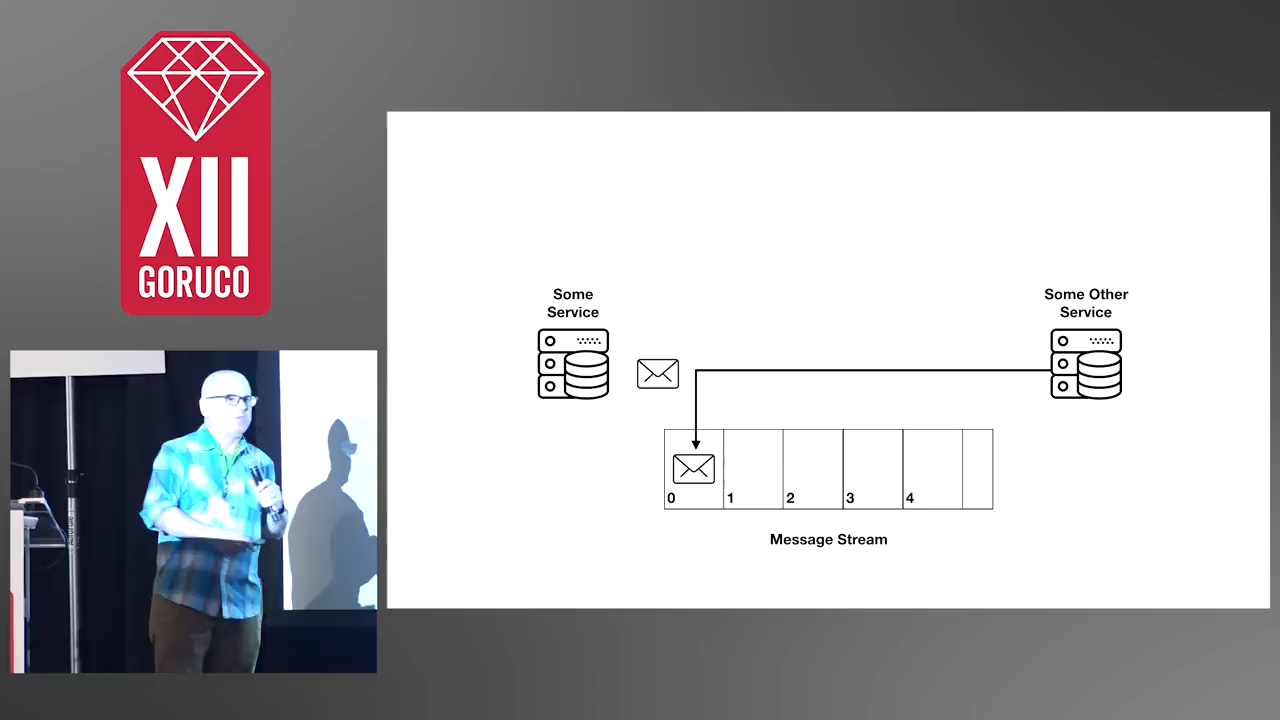 XII
GORUCO
Some
Service
Some Other
Service
0
1
2
3
4
Message Stream